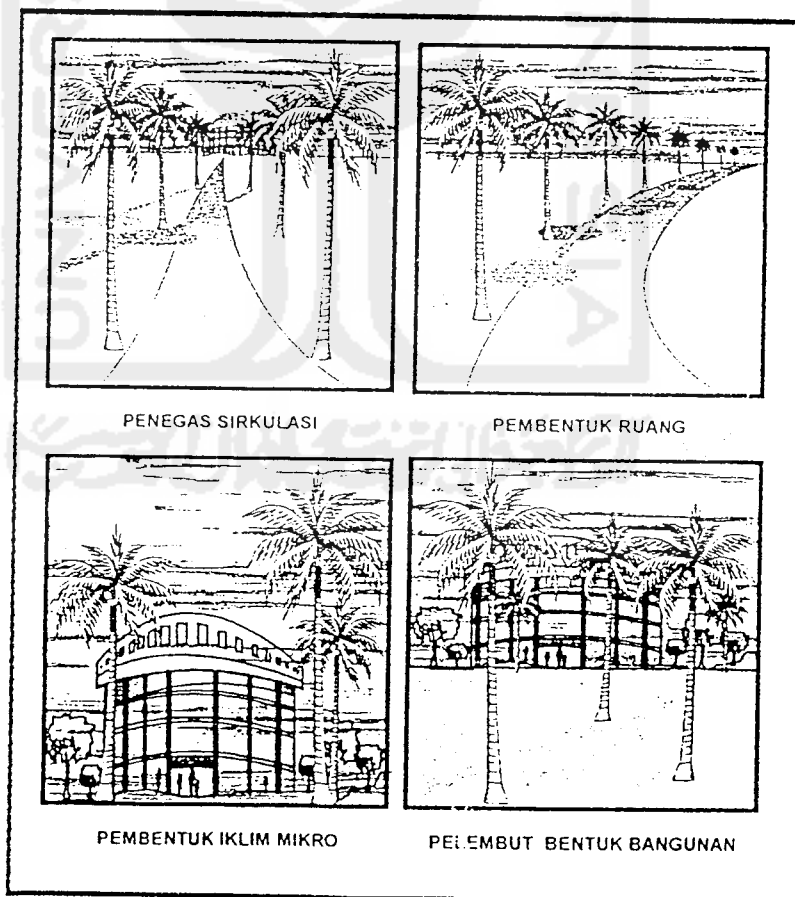 PENEGAS SIRKULASI
PEMBENTUK RUANG
PEMBENTUK IKLIM MIKRO
PELEMBUT BENTUK BANGUNAN